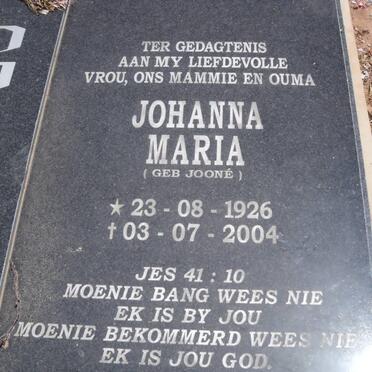 TER GEDAGTENIS
AAN MY LIEFDEVOLLE
VROU, ONS MAMMIE EN OUMA
JOHANNA
MARIA
( GEB JOONÉ )
★ 23 - 08 - 1926
† 03 - 07 - 2004
JES 41 : 10
MOENIE BANG WEES NIE
EK IS BY JOU
MOENIE BEKOMMERD WEES NIE
EK IS JOU GOD.